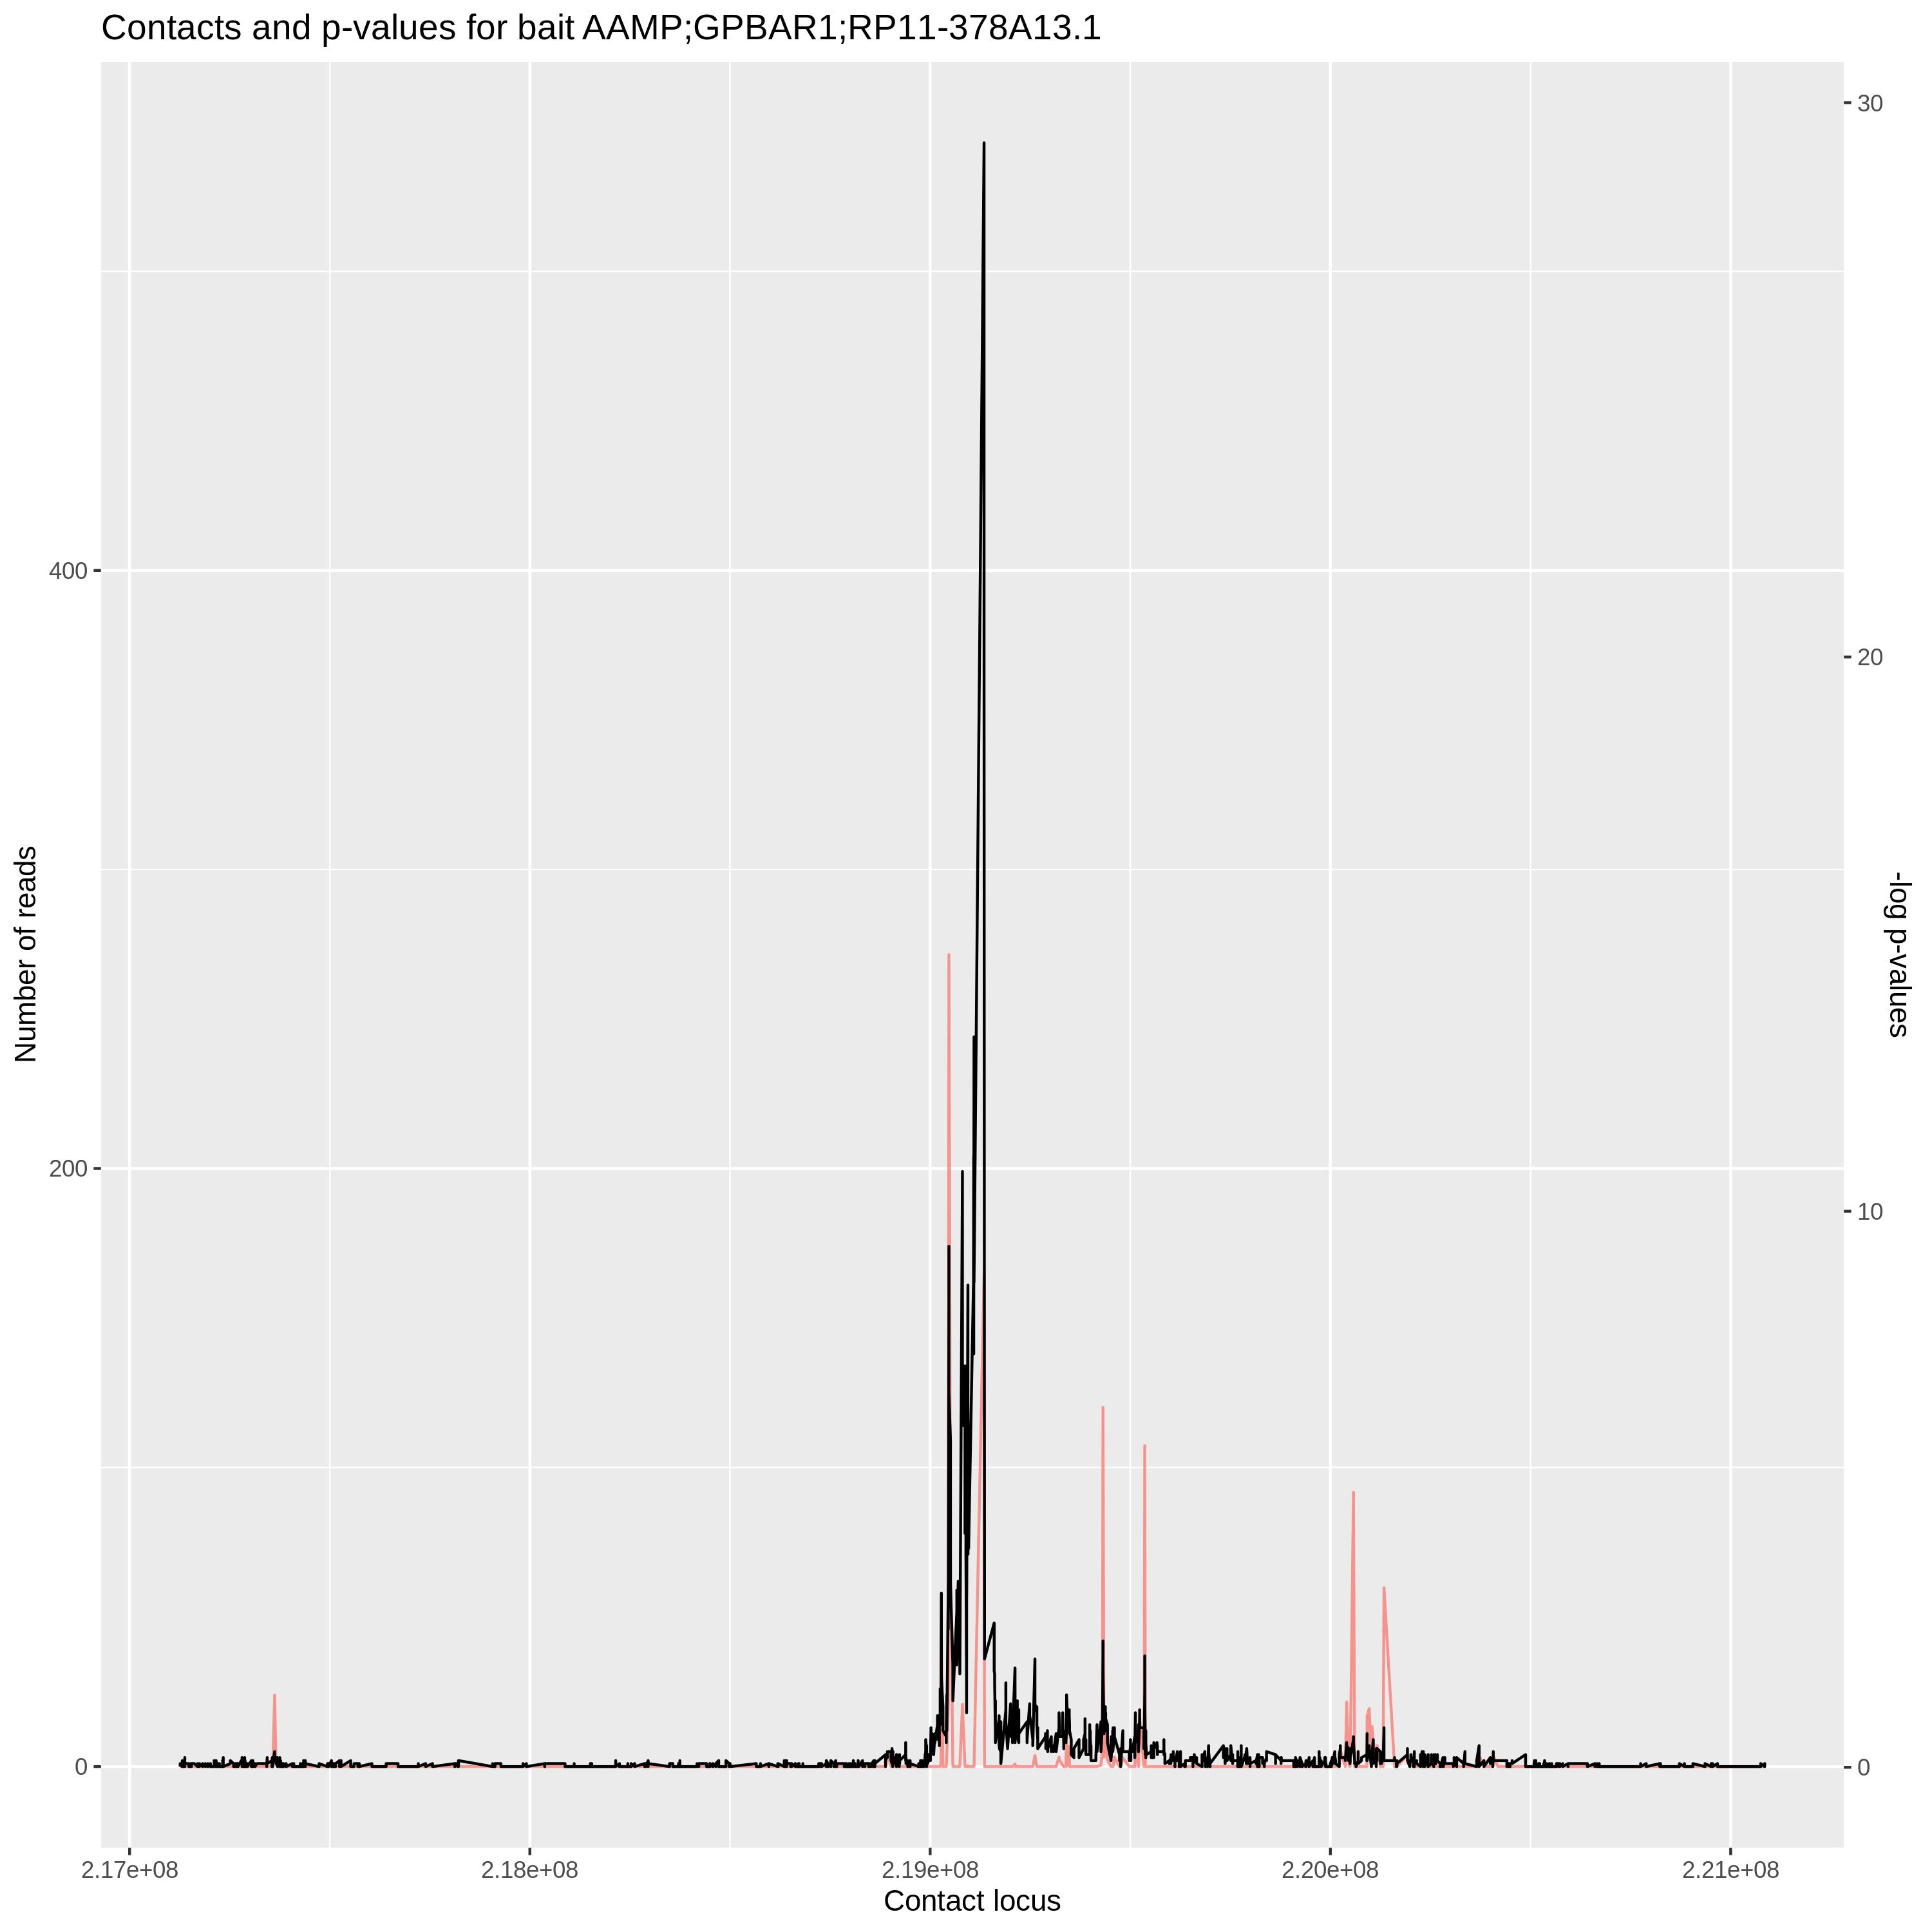 Contacts and p-values for bait AAMP;GPBAR1;RP11-378A13.1
30
400
20
Number of reads
-log p-values
200
10
0
0
2.17e+08 2.18e+08 2.19e+08 2.20e+08 2.21e+08
Contact locus